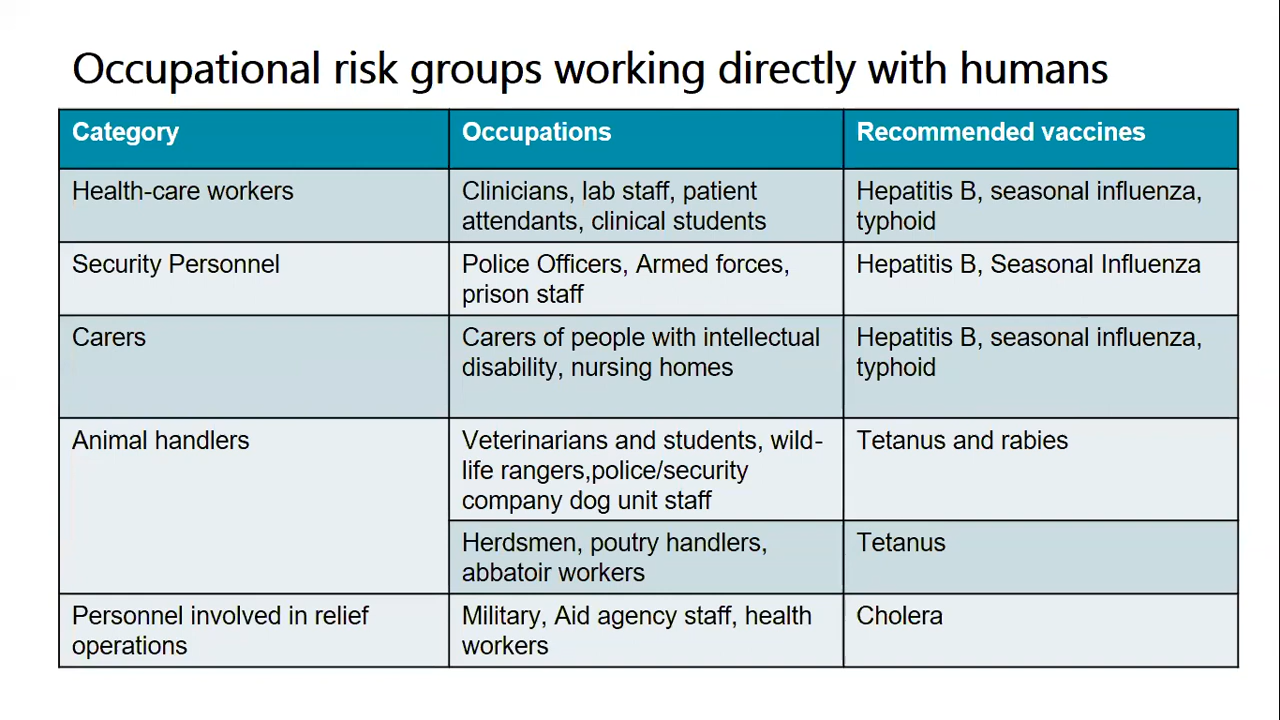 Occupational risk groups working directly with humans
Category
Occupations
Recommended vaccines
Health-care workers
Clinicians, lab staff, patient
attendants, clinical students
Hepatitis B, seasonal influenza,
typhoid
Security Personnel
Police Officers, Armed forces,
prison staff
Hepatitis B, Seasonal Influenza
Carers
Carers of people with intellectual
disability, nursing homes
Hepatitis B, seasonal influenza,
typhoid
Animal handlers
Veterinarians and students, wild-
life rangers,police/security
company dog unit staff
Tetanus and rabies
Herdsmen, poutry handlers,
abbatoir workers
Tetanus
Personnel involved in relief
operations
Military, Aid agency staff, health
workers
Cholera